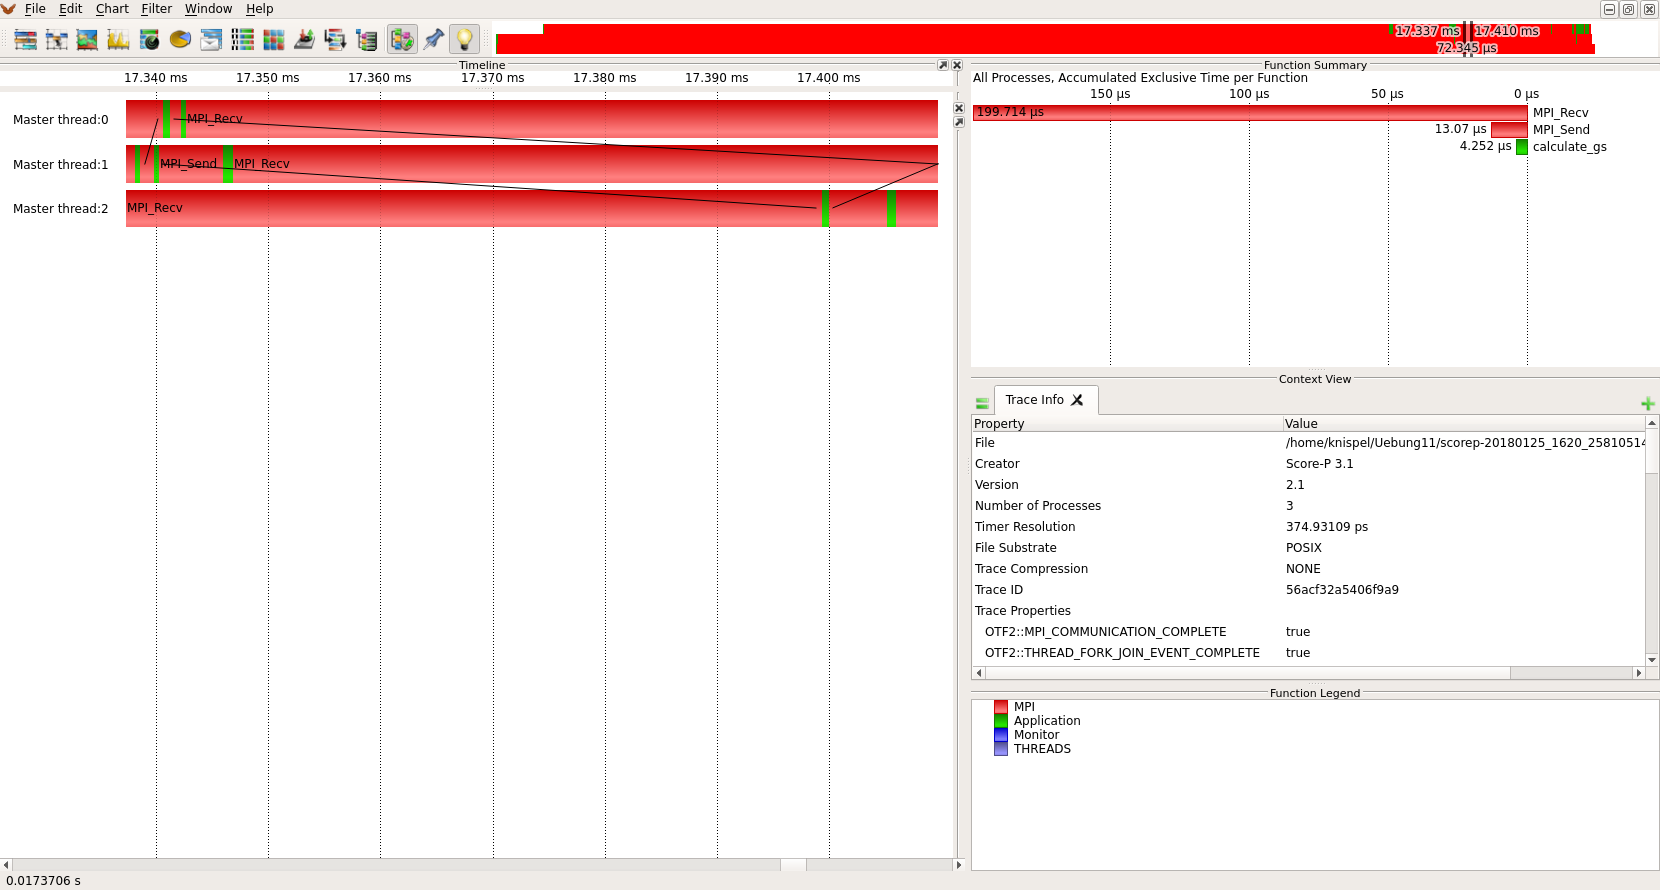 File Edit Chart Filter Window Help
17.337 ms 17.410 ms
72.345 µs
Timeline
17.340 ms 17.350 ms 17.360 ms 17.370 ms 17.380 ms 17.390 ms 17.400 ms
Master thread:0 MPI_Recv
Master thread:1 MPI_Send MPI_Recv
Master thread:2 MPI_Recv
Function Summary
All Processes, Accumulated Exclusive Time per Function
150 µs 100 µs 50 µs 0 µs
199.714 µs MPI_Recv
13.07 µs MPI_Send
4.252 µs calculate_gs
Context View
Trace Info
Property Value
File /home/knispel/Uebung11/scorep-20180125_1620_25810514
Creator Score-P 3.1
Version 2.1
Number of Processes 3
Timer Resolution 374.93109 ps
File Substrate POSIX
Trace Compression NONE
Trace ID 56acf32a5406f9a9
Trace Properties
OTF2::MPI_COMMUNICATION_COMPLETE true
OTF2::THREAD_FORK_JOIN_EVENT_COMPLETE true
Function Legend
MPI
Application
Monitor
THREADS
0.0173706 s